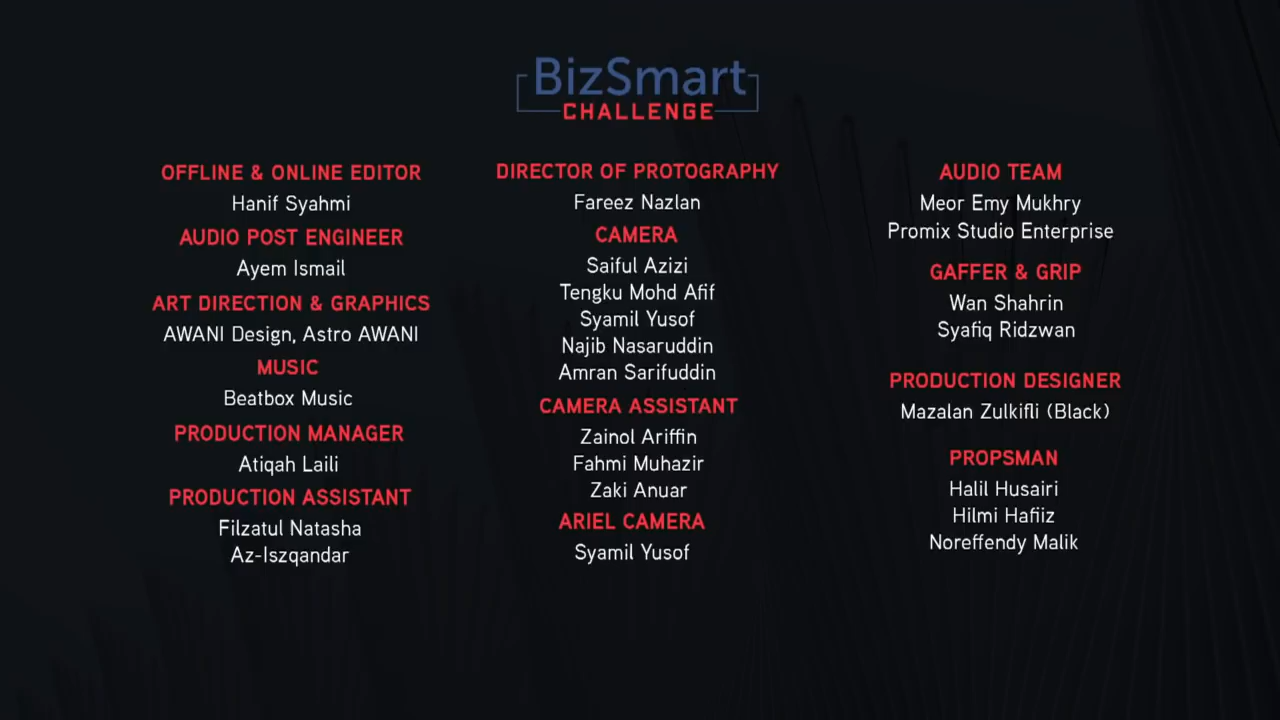 BizSmart
CHALLENGE
OFFLINE & ONLINE EDITOR
Hanif Syahmi
AUDIO POST ENGINEER
Ayem Ismail
ART DIRECTION & GRAPHICS
AWANI Design, Astro AWANI
MUSIC
Beatbox Music
PRODUCTION MANAGER
Atiqah Laili
PRODUCTION ASSISTANT
Filzatul Natasha
Az-Iszqandar
DIRECTOR OF PROTOGRAPHY
Fareez Nazlan
CAMERA
Saiful Azizi
Tengku Mohd Afif
Syamil Yusof
Najib Nasaruddin
Amran Sarifuddin
CAMERA ASSISTANT
Zainol Ariffin
Fahmi Muhazir
Zaki Anuar
ARIEL CAMERA
Syamil Yusof
AUDIO TEAM
Meor Emy Mukhry
Promix Studio Enterprise
GAFFER & GRIP
Wan Shahrin
Syafiq Ridzwan
PRODUCTION DESIGNER
Mazalan Zulkifli (Black)
PROPSMAN
Halil Husairi
Hilmi Hafiiz
Noreffendy Malik